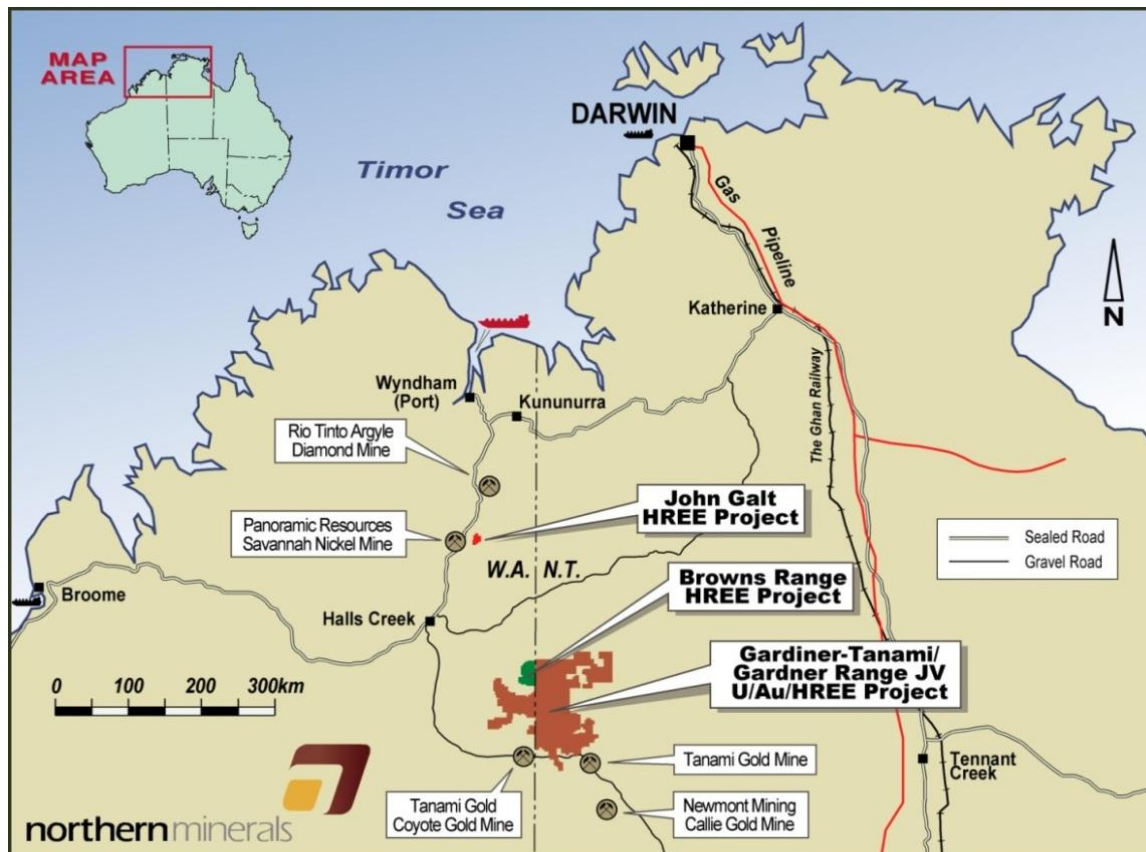 MAP
AREA
DARWIN
Timor
Sea
Gas
Pipeline
Katherine
N
Wyndham
(Port)
Kununurra
The Ghan Railway
Rio Tinto Argyle
Diamond Mine
John Galt
HREE Project
Panoramic Resources
Savannah Nickel Mine
Sealed Road
Gravel Road
W.A. N.T.
Browns Range
HREE Project
Broome
Halls Creek
Gardiner-Tanami/
Gardner Range JV
U/Au/HREE Project
0 100 200 300km
Tanami Gold Mine
Tennant
Creek
Tanami Gold
Coyote Gold Mine
Newmont Mining
Callie Gold Mine
northernminerals